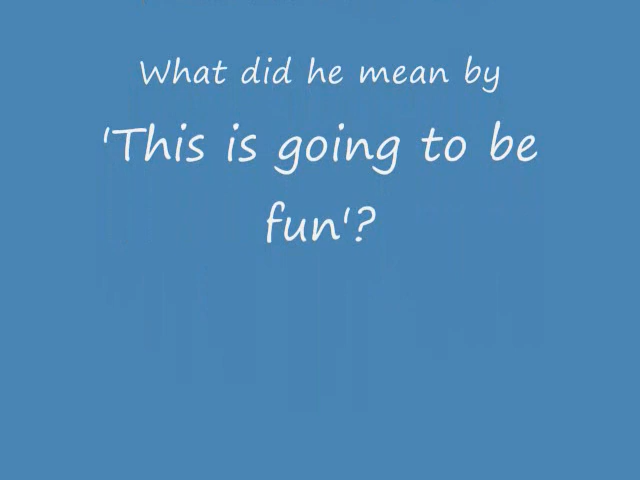 What did he mean by
'This is going to be
fun'?